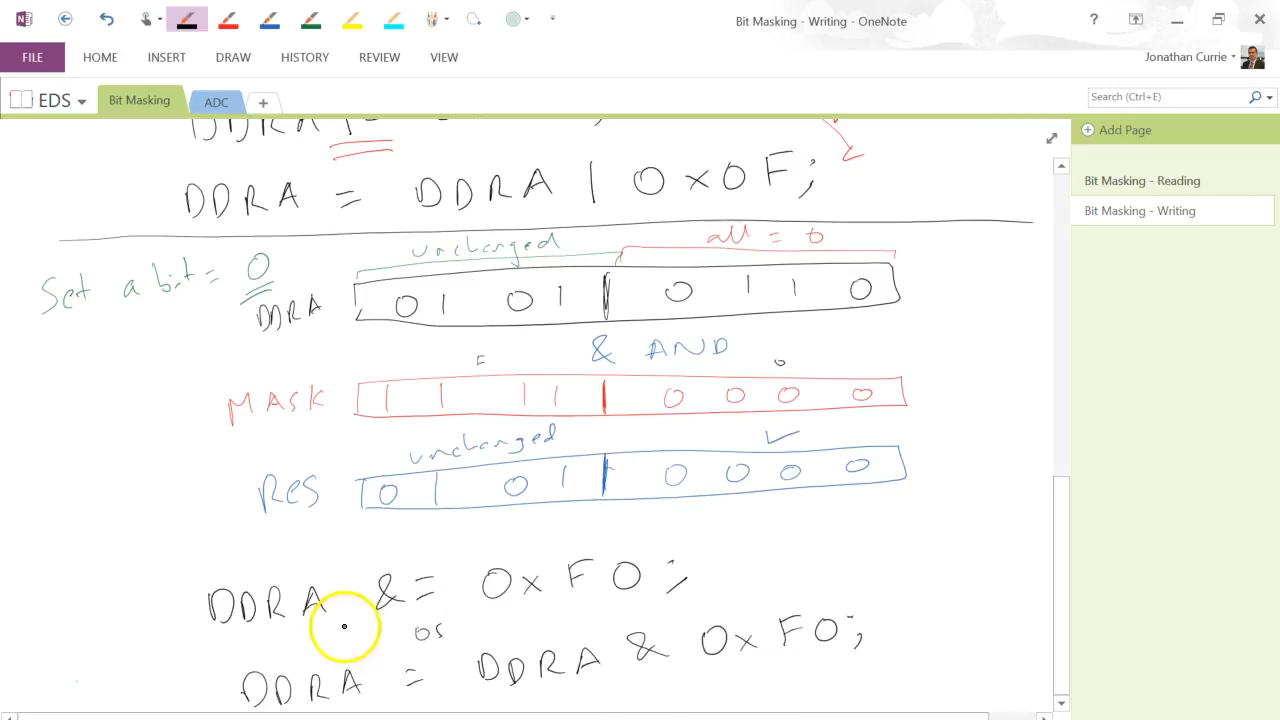 Bit Masking - Writing - OneNote
?
FILE HOME INSERT DRAW HISTORY REVIEW VIEW
Jonathan Currie
EDS Bit Masking ADC +
Search (Ctrl+E)
Add Page
Bit Masking - Reading
Bit Masking - Writing
DDRA |=
DDRA = DDRA | 0x0F;
unchanged all = 0
Set a bit = 0
DDRA 0 1 0 1 0 1 1 0
& AND
F 0
MASK 1 1 1 1 0 0 0 0
unchanged ✓
RES 0 1 0 1 0 0 0 0
DDRA &= 0xF0;
or
DDRA = DDRA & 0xF0;